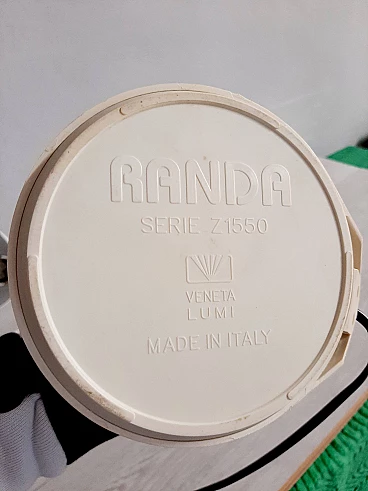 RANDA
SERIE Z1550
VENETA
LUMI
MADE IN ITALY